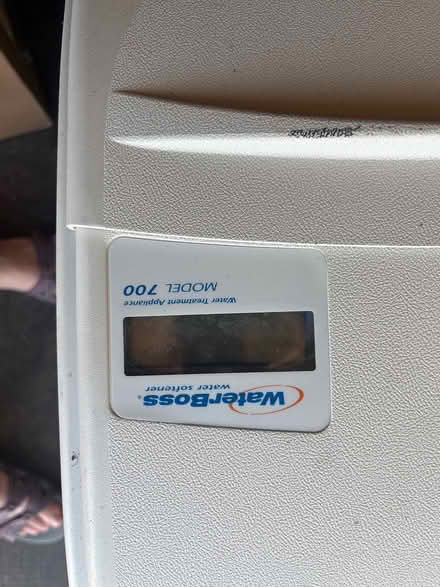 WaterBoss®
water softener
Water Treatment Appliance
MODEL 700